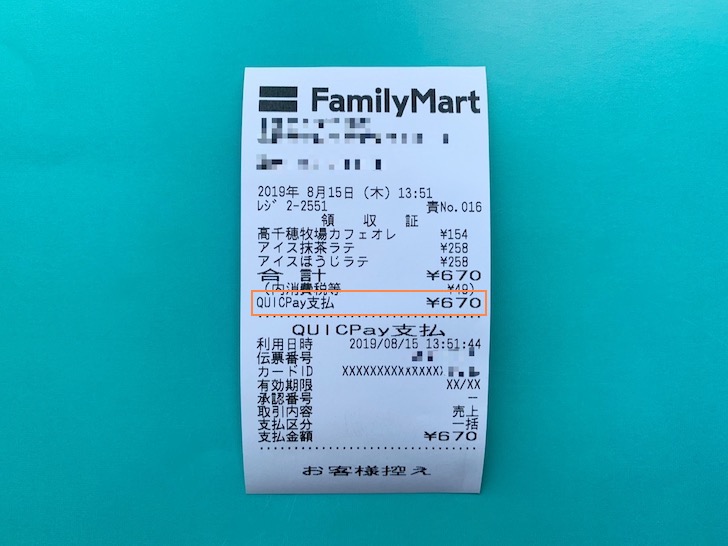 FamilyMart
2019年 8月15日 (木) 13:51
ﾚｼﾞ 2-2551 責No.016
領 収 証
高千穂牧場カフェオレ ¥154
アイス抹茶ラテ ¥258
アイスほうじラテ ¥258
合 計 ¥670
(内消費税等 ¥49)
QUICPay支払 ¥670
QUICPay支払
利用日時 2019/08/15 13:51:44
伝票番号
カードID XXXXXXXXXXXXXXX
有効期限 XX/XX
承認番号 ー
取引内容 売上
支払区分 一括
支払金額 ¥670
お客様控え